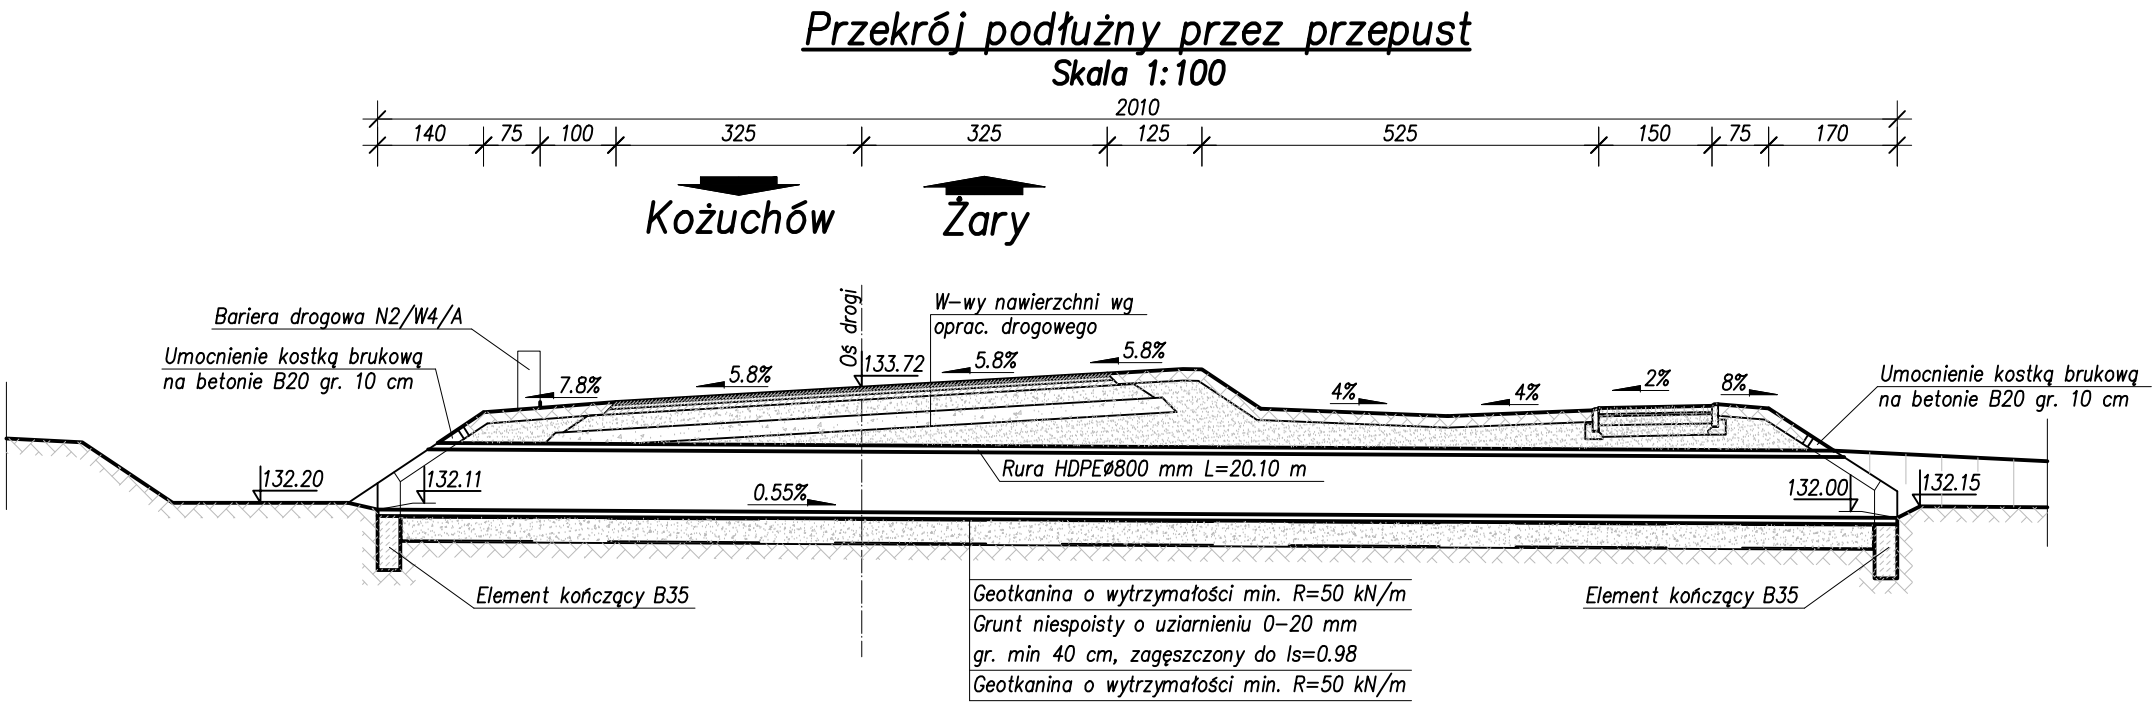 Przekrój podłużny przez przepust
Skala 1:100
2010
140 75 100 325 325 125 525 150 75 170
Kożuchów Żary
Bariera drogowa N2/W4/A
Umocnienie kostką brukową
na betonie B20 gr. 10 cm
Oś drogi
W-wy nawierzchni wg
oprac. drogowego
133.72
7.8% 5.8% 5.8% 5.8% 4% 4% 2% 8%
Umocnienie kostką brukową
na betonie B20 gr. 10 cm
132.20 132.11
Rura HDPEø800 mm L=20.10 m
0.55%
132.00 132.15
Element kończący B35
Element kończący B35
Geotkanina o wytrzymałości min. R=50 kN/m
Grunt niespoisty o uziarnieniu 0-20 mm
gr. min 40 cm, zagęszczony do Is=0.98
Geotkanina o wytrzymałości min. R=50 kN/m